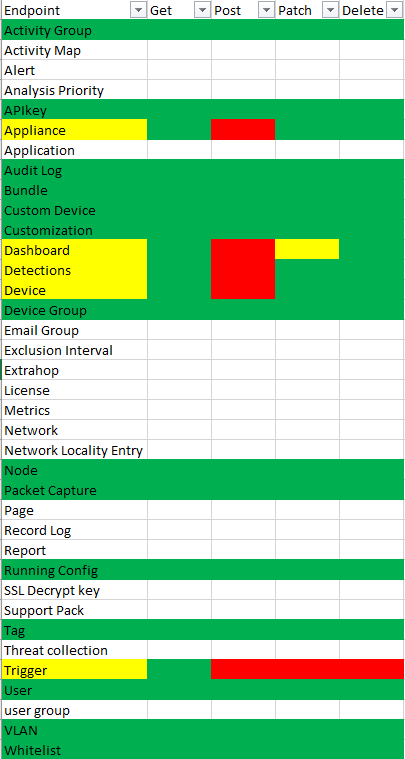 Endpoint Get Post Patch Delete
Activity Group
Activity Map
Alert
Analysis Priority
APIkey
Appliance
Application
Audit Log
Bundle
Custom Device
Customization
Dashboard
Detections
Device
Device Group
Email Group
Exclusion Interval
Extrahop
License
Metrics
Network
Network Locality Entry
Node
Packet Capture
Page
Record Log
Report
Running Config
SSL Decrypt key
Support Pack
Tag
Threat collection
Trigger
User
user group
VLAN
Whitelist